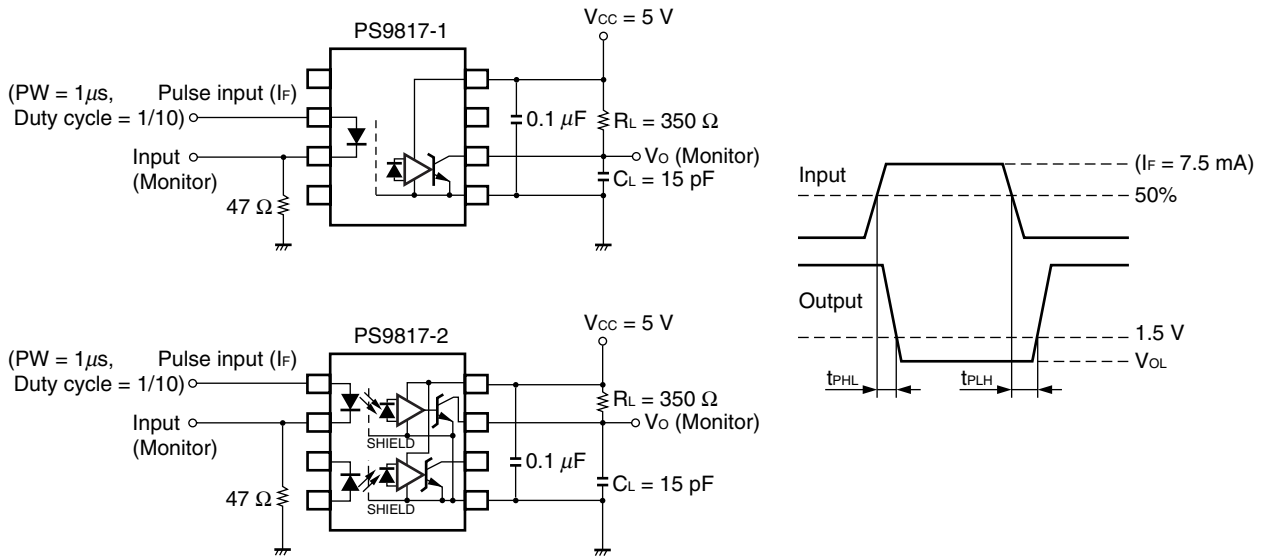 PS9817-1
VCC = 5 V
(PW = 1μs,
Duty cycle = 1/10)
Pulse input (IF)
Input
(Monitor)
47 Ω
0.1 μF
RL = 350 Ω
VO (Monitor)
CL = 15 pF
PS9817-2
VCC = 5 V
(PW = 1μs,
Duty cycle = 1/10)
Pulse input (IF)
Input
(Monitor)
47 Ω
SHIELD
SHIELD
0.1 μF
RL = 350 Ω
VO (Monitor)
CL = 15 pF
Input
(IF = 7.5 mA)
50%
Output
1.5 V
VOL
tPHL
tPLH